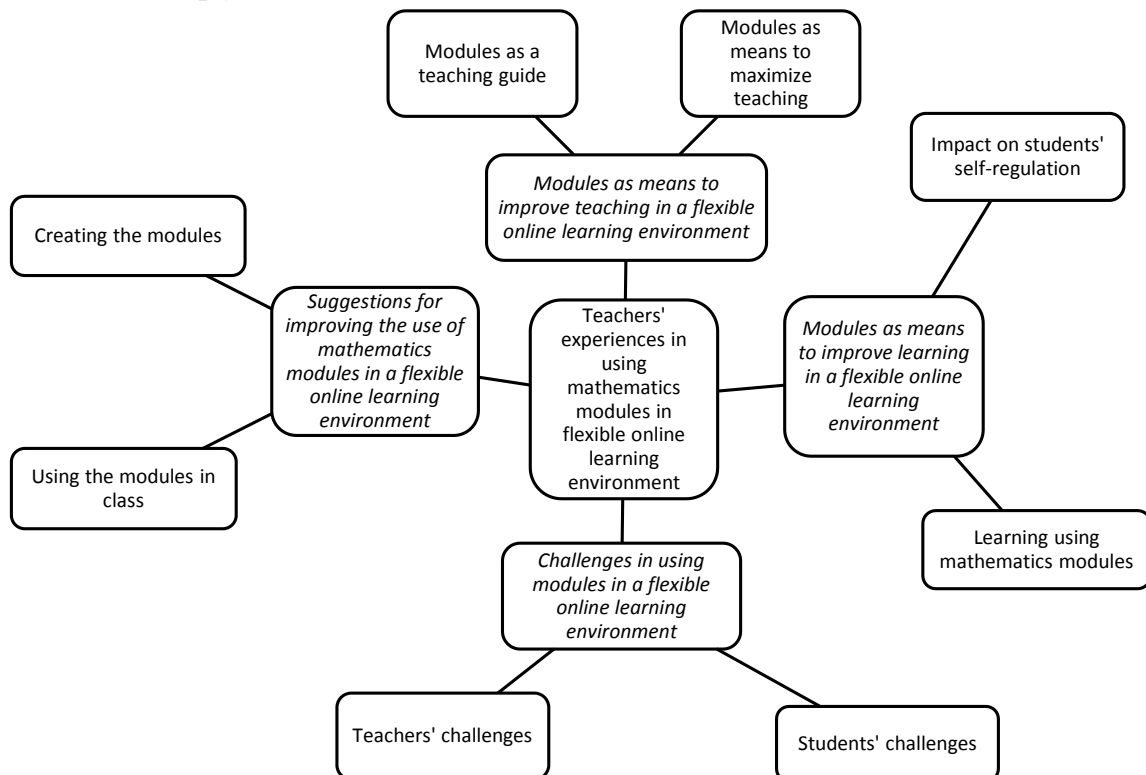 Modules as a
teaching guide
Modules as
means to
maximize
teaching
Impact on students'
self-regulation
Modules as means to
improve teaching in a flexible
online learning environment
Creating the modules
Suggestions for
improving the use of
mathematics
modules in a flexible
online learning
environment
Teachers'
experiences in
using
mathematics
modules in
flexible online
learning
environment
Modules as means
to improve learning
in a flexible online
learning
environment
Using the modules in
class
Learning using
mathematics modules
Challenges in using
modules in a flexible
online learning
environment
Teachers' challenges
Students' challenges